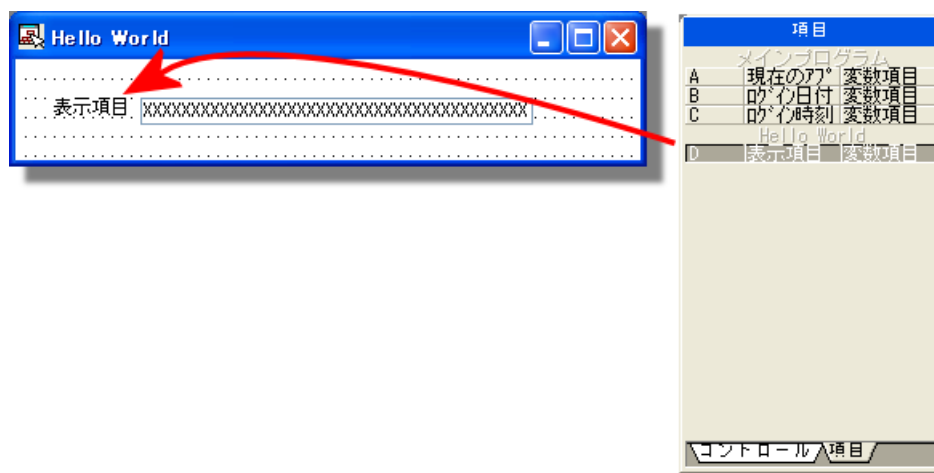 Hello World
表示項目 XXXXXXXXXXXXXXXXXXXXXXXXXXXXXXXXXXXXXXXX
項目
メインプログラム
A 現在のｱﾌﾟ 変数項目
B ﾛｸﾞｲﾝ日付 変数項目
C ﾛｸﾞｲﾝ時刻 変数項目
Hello World
D 表示項目 変数項目
コントロール 項目